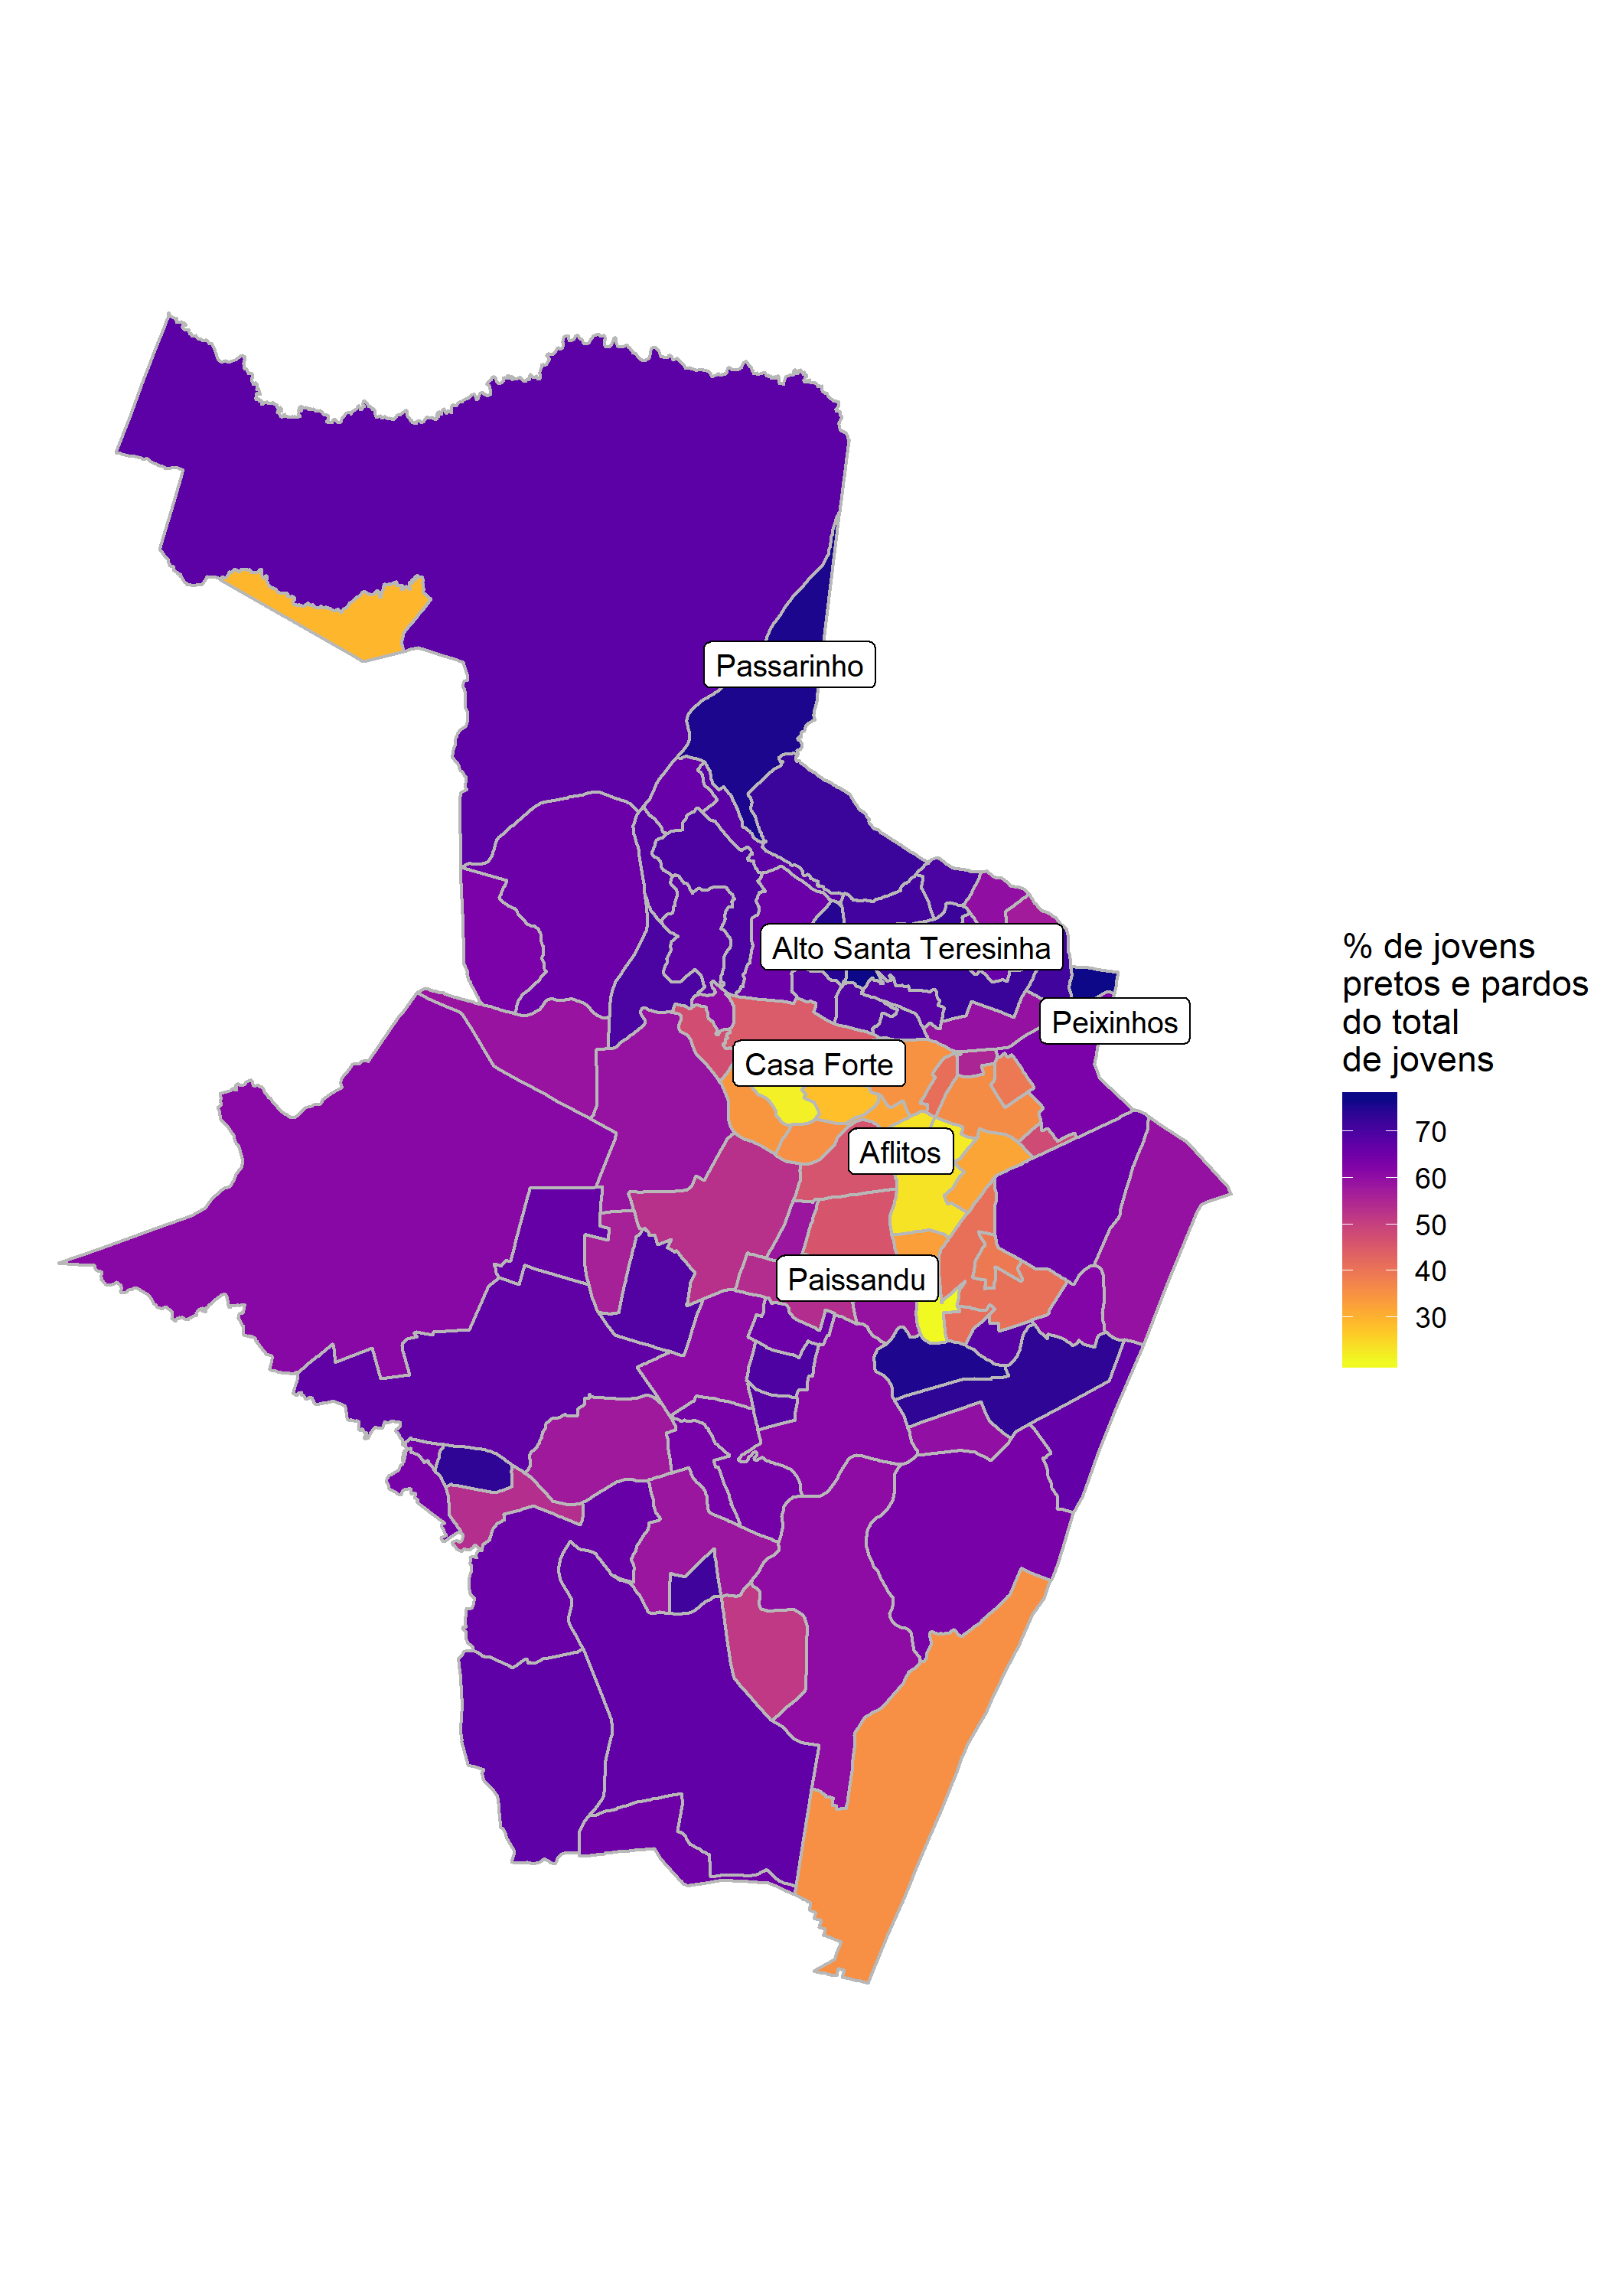 Passarinho
Alto Santa Teresinha
Peixinhos
Casa Forte
Aflitos
Paissandu
% de jovens
pretos e pardos
do total
de jovens
70
60
50
40
30